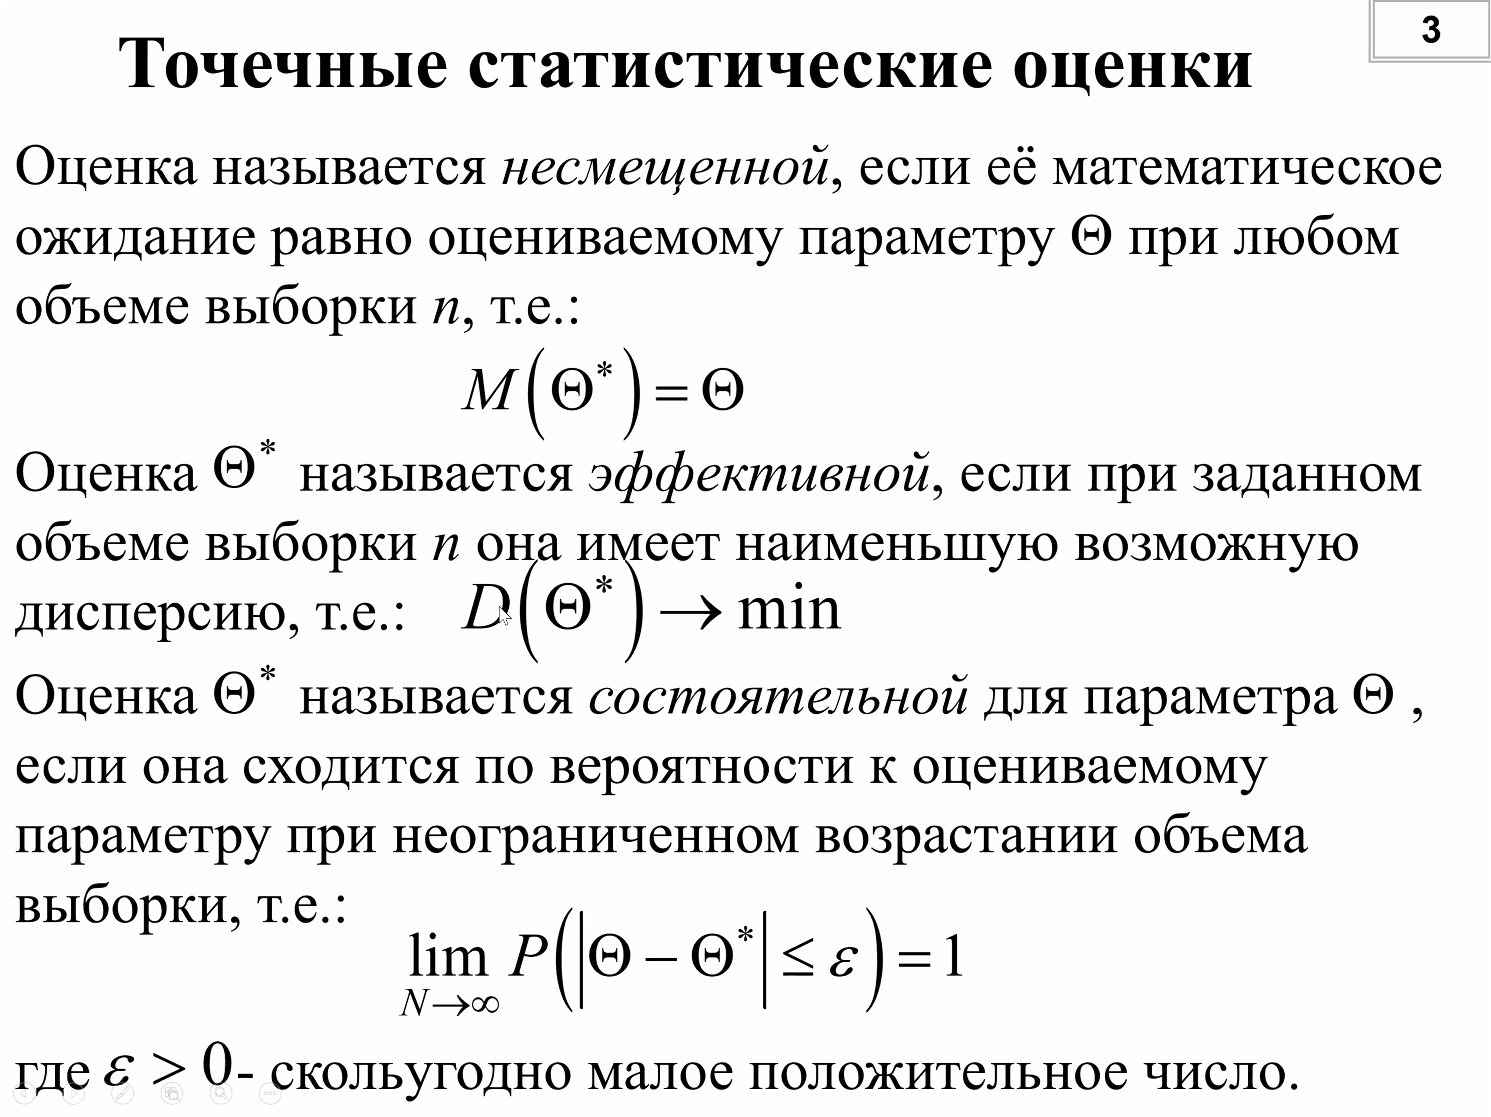 3
Точечные статистические оценки
Оценка называется несмещенной, если её математическое
ожидание равно оцениваемому параметру Θ при любом
объеме выборки n, т.е.:
M(Θ*) = Θ
Оценка Θ* называется эффективной, если при заданном
объеме выборки n она имеет наименьшую возможную
дисперсию, т.е.: D(Θ*) → min
Оценка Θ* называется состоятельной для параметра Θ ,
если она сходится по вероятности к оцениваемому
параметру при неограниченном возрастании объема
выборки, т.е.:
lim P(|Θ − Θ*| ≤ ε) = 1
N→∞
где ε > 0- скольугодно малое положительное число.